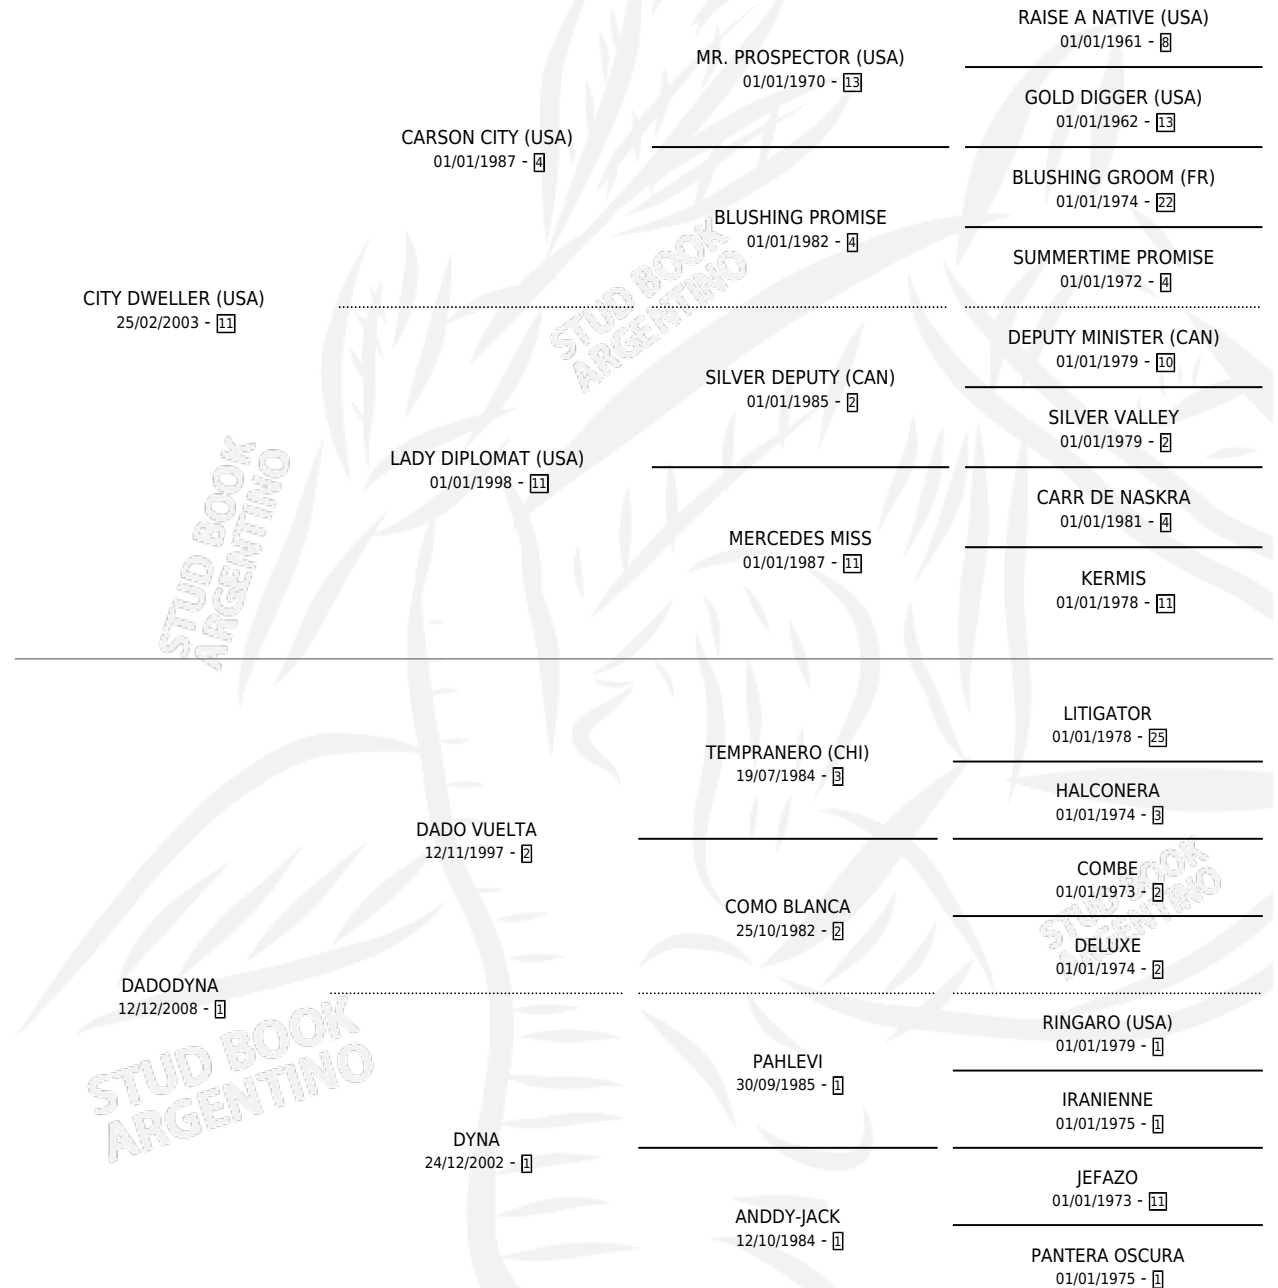 RAISE A NATIVE (USA)
01/01/1961 - 8
MR. PROSPECTOR (USA)
01/01/1970 - 13
GOLD DIGGER (USA)
01/01/1962 - 13
CARSON CITY (USA)
01/01/1987 - 4
BLUSHING GROOM (FR)
01/01/1974 - 22
BLUSHING PROMISE
01/01/1982 - 4
SUMMERTIME PROMISE
01/01/1972 - 4
CITY DWELLER (USA)
25/02/2003 - 11
DEPUTY MINISTER (CAN)
01/01/1979 - 10
SILVER DEPUTY (CAN)
01/01/1985 - 2
SILVER VALLEY
01/01/1979 - 2
LADY DIPLOMAT (USA)
01/01/1998 - 11
CARR DE NASKRA
01/01/1981 - 4
MERCEDES MISS
01/01/1987 - 11
KERMIS
01/01/1978 - 11
LITIGATOR
01/01/1978 - 25
TEMPRANERO (CHI)
19/07/1984 - 3
HALCONERA
01/01/1974 - 3
DADO VUELTA
12/11/1997 - 2
COMBE
01/01/1973 - 2
COMO BLANCA
25/10/1982 - 2
DELUXE
01/01/1974 - 2
DADODYNA
12/12/2008 - 1
RINGARO (USA)
01/01/1979 - 1
PAHLEVI
30/09/1985 - 1
IRANIENNE
01/01/1975 - 1
DYNA
24/12/2002 - 1
JEFAZO
01/01/1973 - 11
ANDDY-JACK
12/10/1984 - 1
PANTERA OSCURA
01/01/1975 - 1
STUD BOOK
ARGENTINO
STUD BOOK
ARGENTINO
STUD BOOK
ARGENTINO
STUD BOOK
ARGENTINO